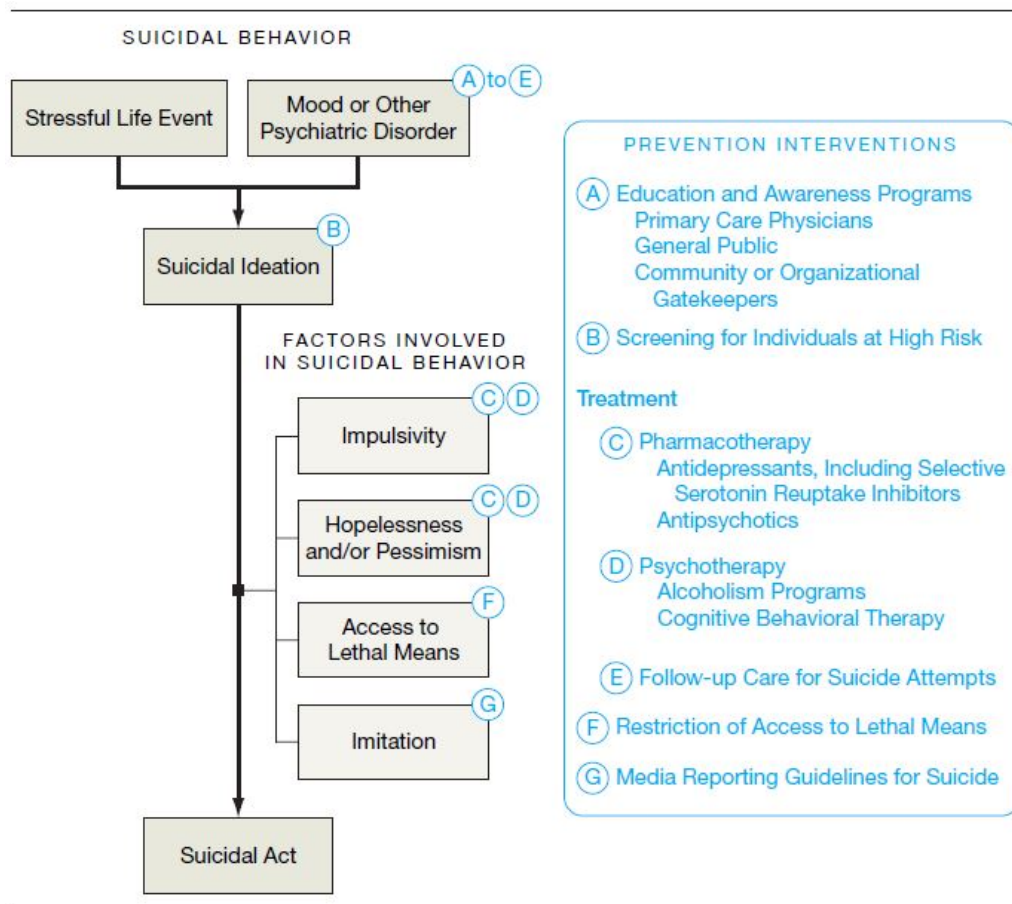 SUICIDAL BEHAVIOR
Stressful Life Event
Mood or Other
Psychiatric Disorder
A to E
Suicidal Ideation
B
FACTORS INVOLVED
IN SUICIDAL BEHAVIOR
C D
Impulsivity
C D
Hopelessness
and/or Pessimism
F
Access to
Lethal Means
G
Imitation
Suicidal Act
PREVENTION INTERVENTIONS
A Education and Awareness Programs
Primary Care Physicians
General Public
Community or Organizational
Gatekeepers
B Screening for Individuals at High Risk
Treatment
C Pharmacotherapy
Antidepressants, Including Selective
Serotonin Reuptake Inhibitors
Antipsychotics
D Psychotherapy
Alcoholism Programs
Cognitive Behavioral Therapy
E Follow-up Care for Suicide Attempts
F Restriction of Access to Lethal Means
G Media Reporting Guidelines for Suicide